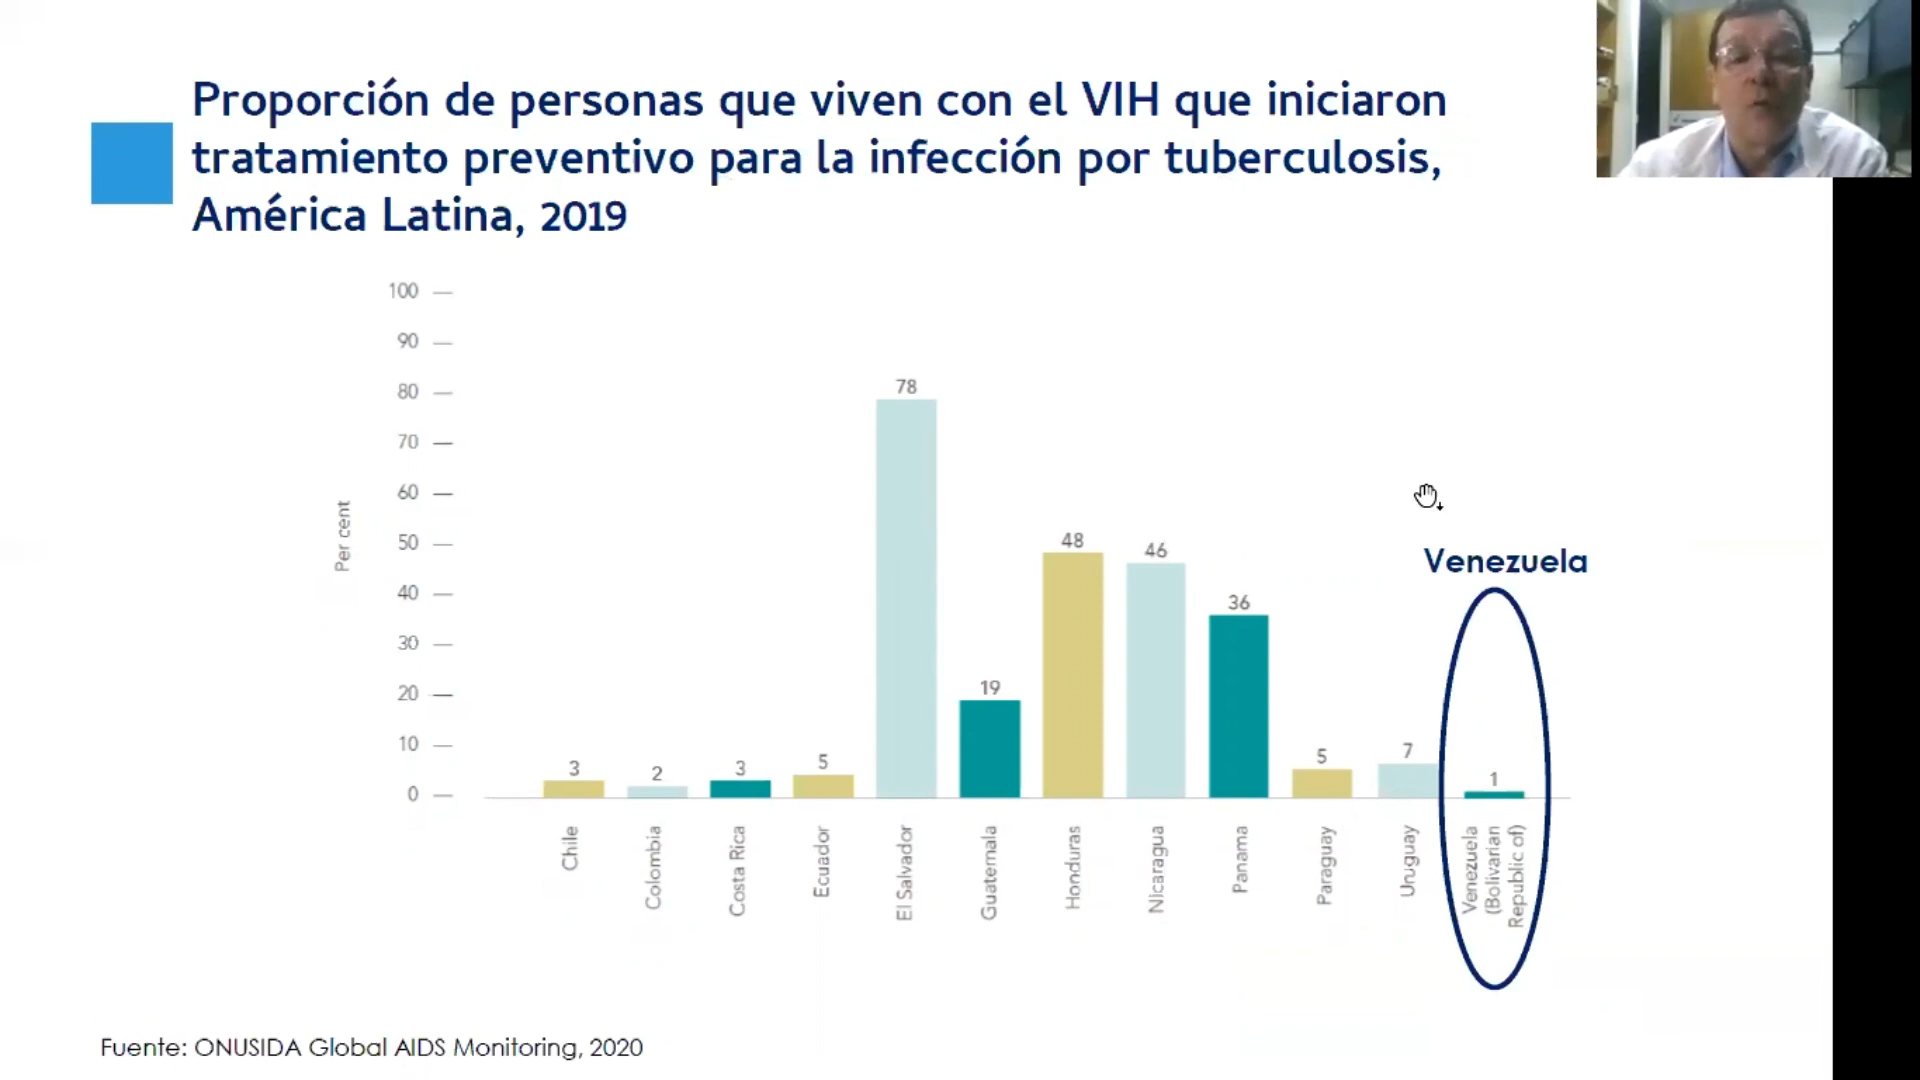 Proporción de personas que viven con el VIH que iniciaron
tratamiento preventivo para la infección por tuberculosis,
América Latina, 2019
100
90
80
70
60
50
40
30
20
10
0
Per cent
3
2
3
5
78
19
48
46
36
5
7
1
Venezuela
Chile
Colombia
Costa Rica
Ecuador
El Salvador
Guatemala
Honduras
Nicaragua
Panama
Paraguay
Uruguay
Venezuela
(Bolivarian
Republic of)
Fuente: ONUSIDA Global AIDS Monitoring, 2020